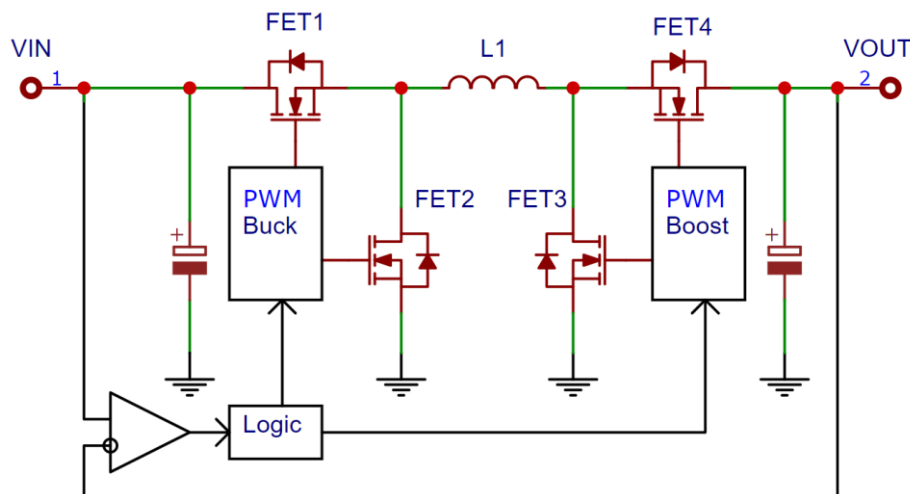 FET1
FET4
VIN
L1
VOUT
1
2
PWM
Buck
FET2
FET3
PWM
Boost
+
+
Logic